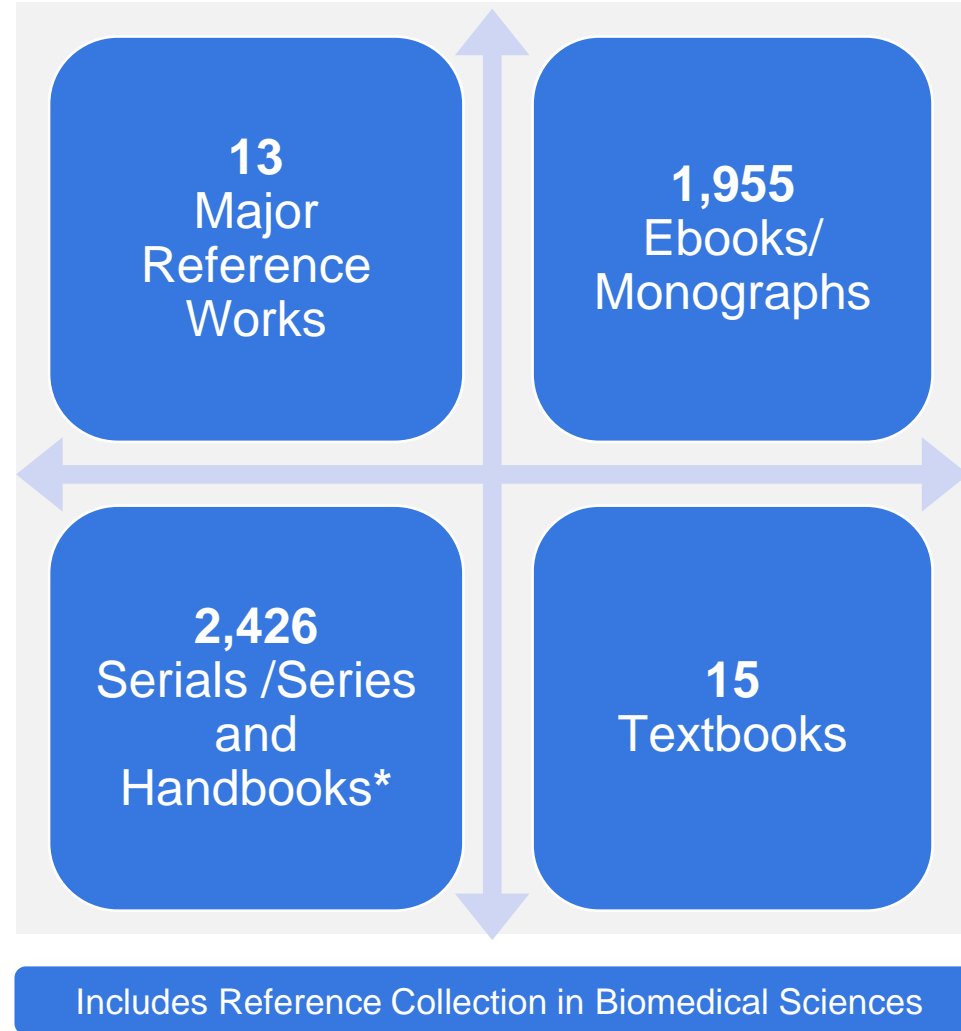 13
Major
Reference
Works
1,955
Ebooks/
Monographs
2,426
Serials /Series
and
Handbooks*
15
Textbooks
Includes Reference Collection in Biomedical Sciences